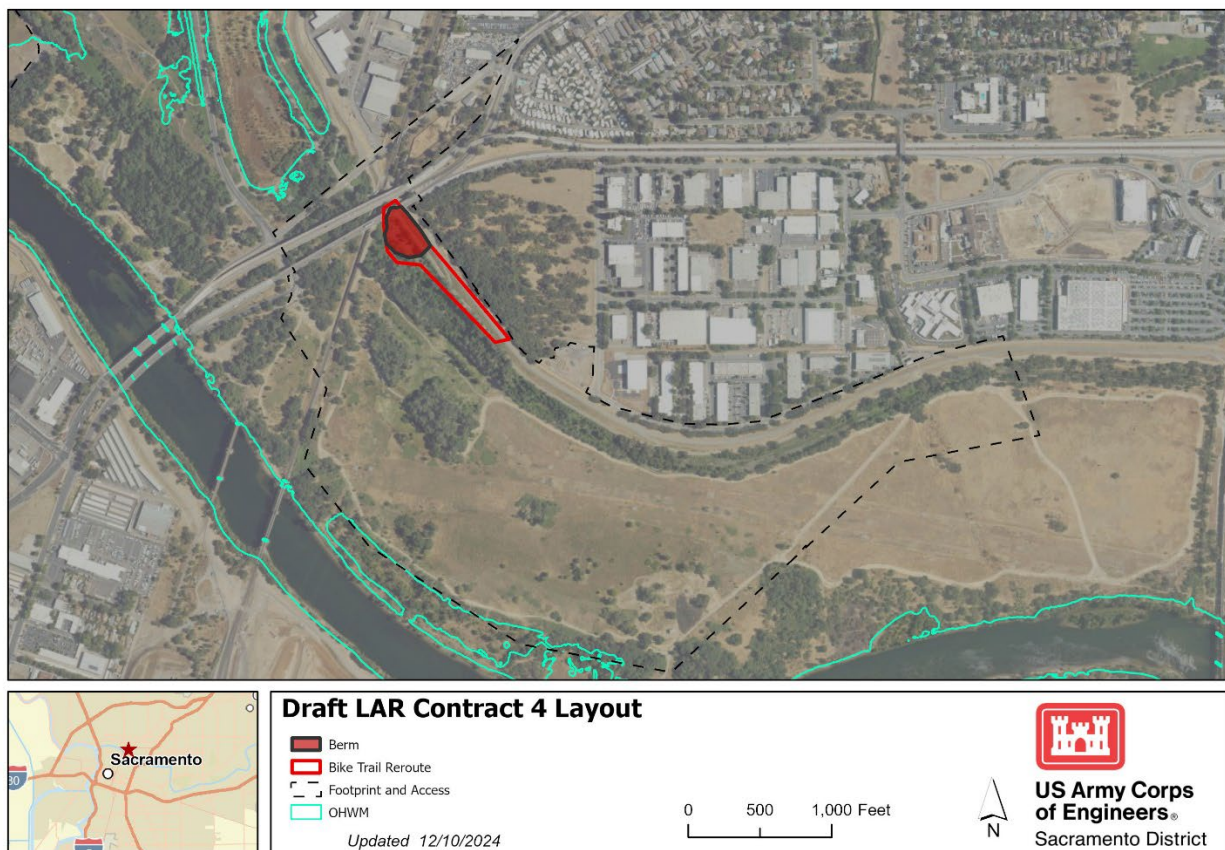 Draft LAR Contract 4 Layout
Berm
Bike Trail Reroute
Footprint and Access
OHWM
Updated 12/10/2024
0 500 1,000 Feet
N
US Army Corps
of Engineers®
Sacramento District
Sacramento
80